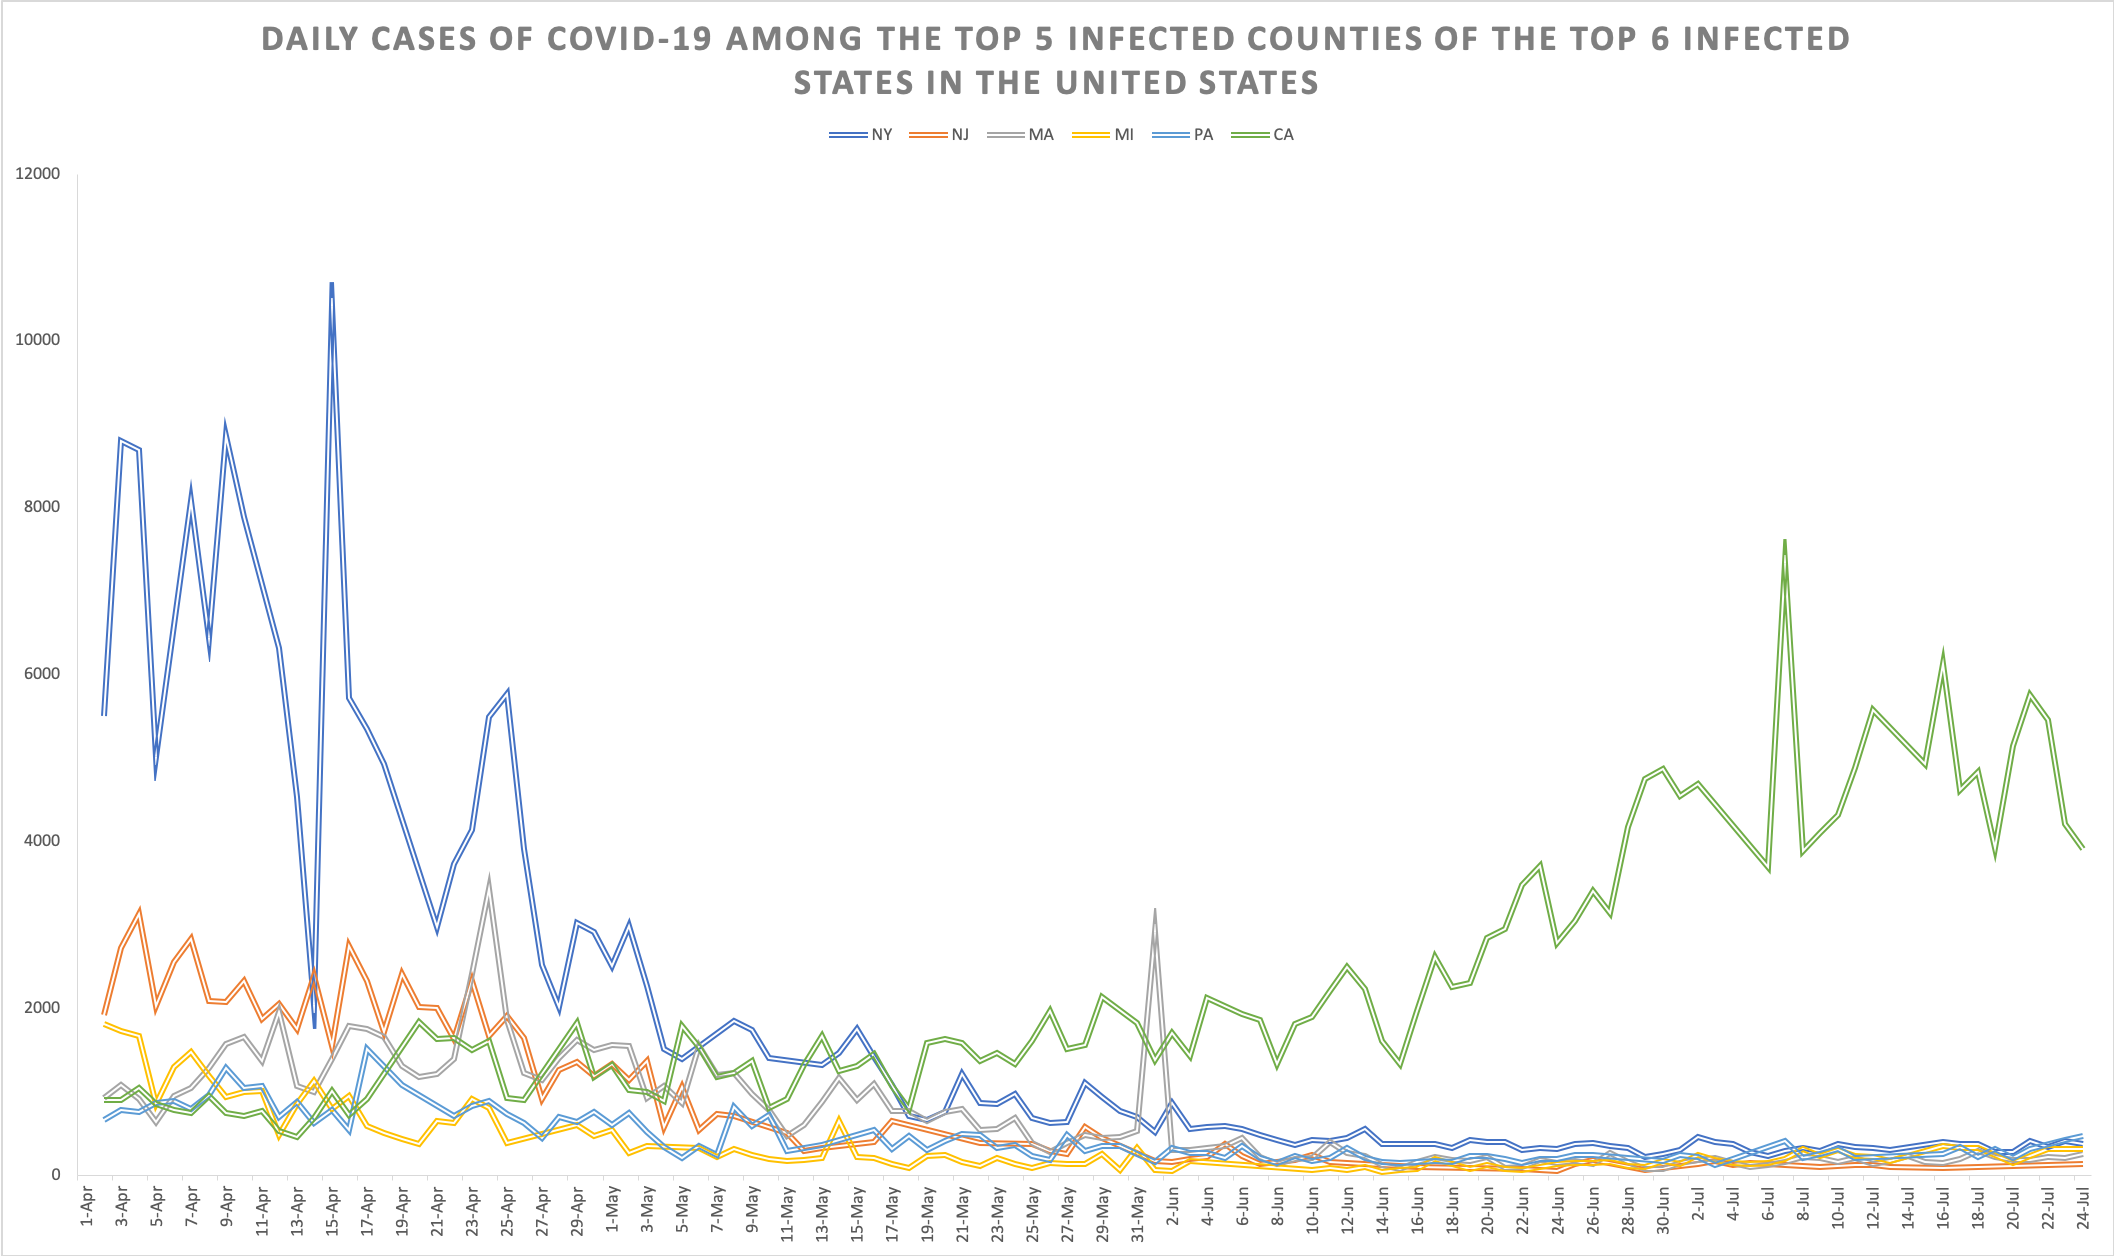 DAILY CASES OF COVID-19 AMONG THE TOP 5 INFECTED COUNTIES OF THE TOP 6 INFECTED
STATES IN THE UNITED STATES
NY NJ MA MI PA CA
12000
10000
8000
6000
4000
2000
0
1-Apr
3-Apr
5-Apr
7-Apr
9-Apr
11-Apr
13-Apr
15-Apr
17-Apr
19-Apr
21-Apr
23-Apr
25-Apr
27-Apr
29-Apr
1-May
3-May
5-May
7-May
9-May
11-May
13-May
15-May
17-May
19-May
21-May
23-May
25-May
27-May
29-May
31-May
2-Jun
4-Jun
6-Jun
8-Jun
10-Jun
12-Jun
14-Jun
16-Jun
18-Jun
20-Jun
22-Jun
24-Jun
26-Jun
28-Jun
30-Jun
2-Jul
4-Jul
6-Jul
8-Jul
10-Jul
12-Jul
14-Jul
16-Jul
18-Jul
20-Jul
22-Jul
24-Jul